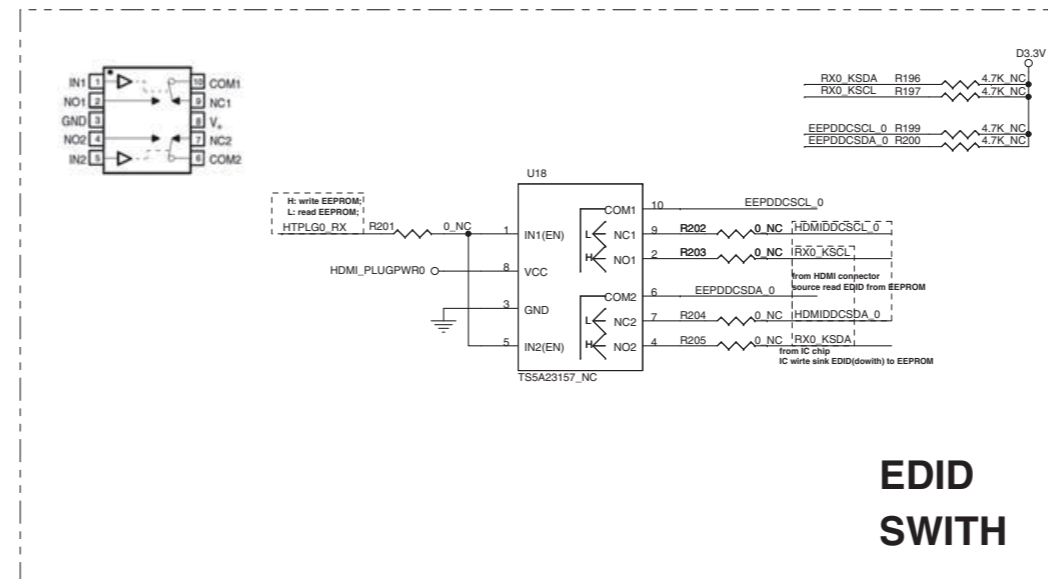 IN1 1 10 COM1
NO1 2 9 NC1
GND 3 8 V+
NO2 4 7 NC2
IN2 5 6 COM2
D3.3V
RX0_KSDA R196 4.7K_NC
RX0_KSCL R197 4.7K_NC
EEPDDCSCL_0 R199 4.7K_NC
EEPDDCSDA_0 R200 4.7K_NC
U18
H: write EEPROM;
L: read EEPROM;
HTPLG0_RX R201 0_NC 1 IN1(EN)
HDMI_PLUGPWR0 8 VCC
3 GND
5 IN2(EN)
TS5A23157_NC
COM1 10 EEPDDCSCL_0
L NC1 9 R202 0_NC HDMIDDCSCL_0
H NO1 2 R203 0_NC RX0_KSCL
from HDMI connector
source read EDID from EEPROM
COM2 6 EEPDDCSDA_0
L NC2 7 R204 0_NC HDMIDDCSDA_0
H NO2 4 R205 0_NC RX0_KSDA
from IC chip
IC wirte sink EDID(dowith) to EEPROM
EDID
SWITH